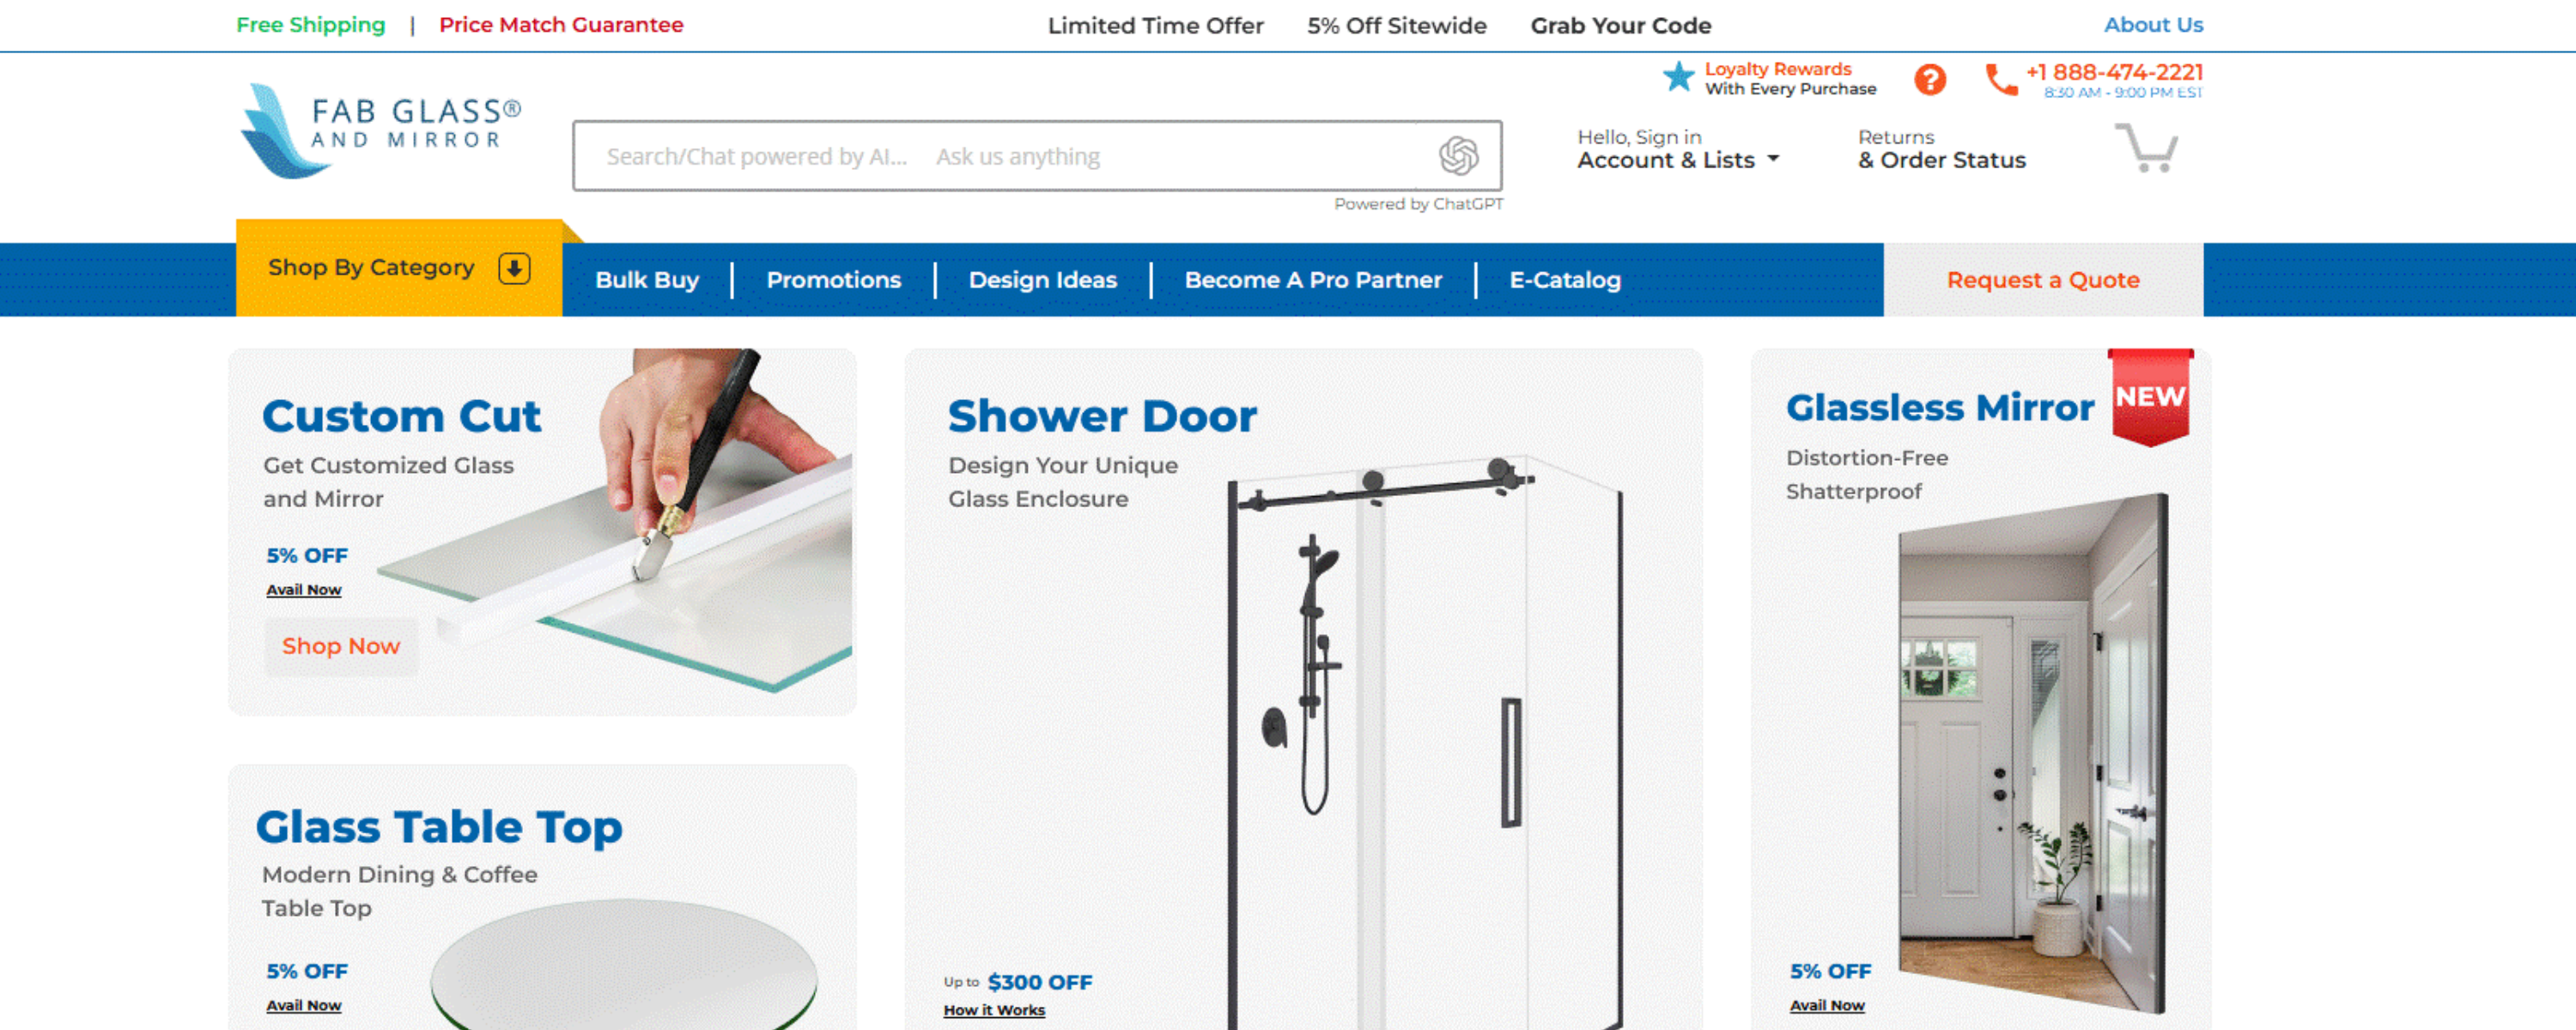 Free Shipping | Price Match Guarantee
Limited Time Offer 5% Off Sitewide Grab Your Code
About Us
Loyalty Rewards
With Every Purchase
?
+1 888-474-2221
8:30 AM - 9:00 PM EST
FAB GLASS®
AND MIRROR
Search/Chat powered by AI... Ask us anything
Powered by ChatGPT
Hello, Sign in
Account & Lists
Returns
& Order Status
Shop By Category
Bulk Buy
Promotions
Design Ideas
Become A Pro Partner
E-Catalog
Request a Quote
Custom Cut
Get Customized Glass
and Mirror
5% OFF
Avail Now
Shop Now
Glass Table Top
Modern Dining & Coffee
Table Top
5% OFF
Avail Now
Shower Door
Design Your Unique
Glass Enclosure
Up to $300 OFF
How it Works
Glassless Mirror
NEW
Distortion-Free
Shatterproof
5% OFF
Avail Now